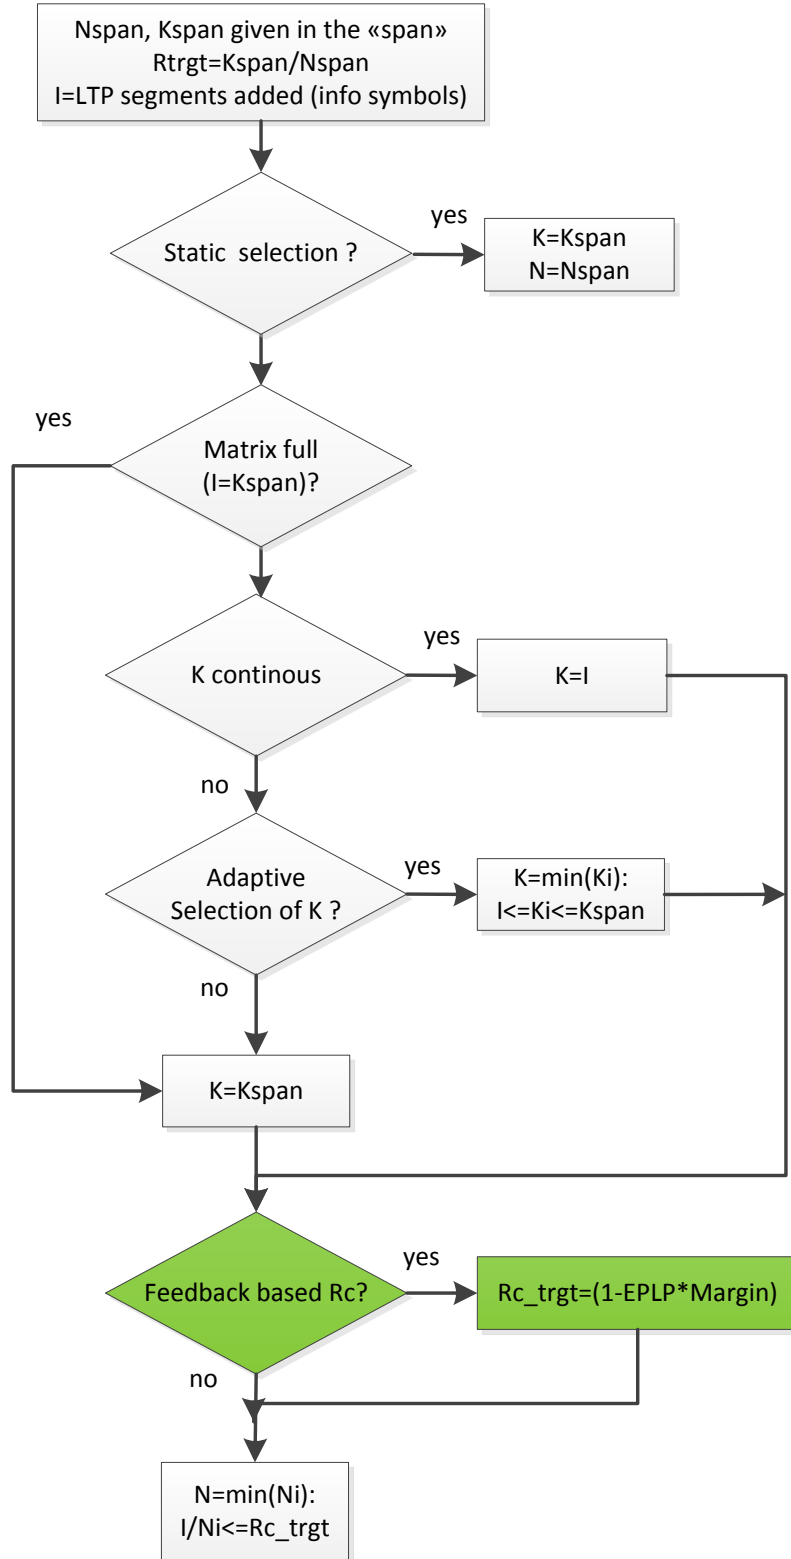 Nspan, Kspan given in the «span»
Rtrgt=Kspan/Nspan
I=LTP segments added (info symbols)
Static selection ?
yes
K=Kspan
N=Nspan
yes
Matrix full
(I=Kspan)?
K continous
yes
K=I
no
Adaptive
Selection of K ?
yes
K=min(Ki):
I<=Ki<=Kspan
no
K=Kspan
Feedback based Rc?
yes
Rc_trgt=(1-EPLP*Margin)
no
N=min(Ni):
I/Ni<=Rc_trgt